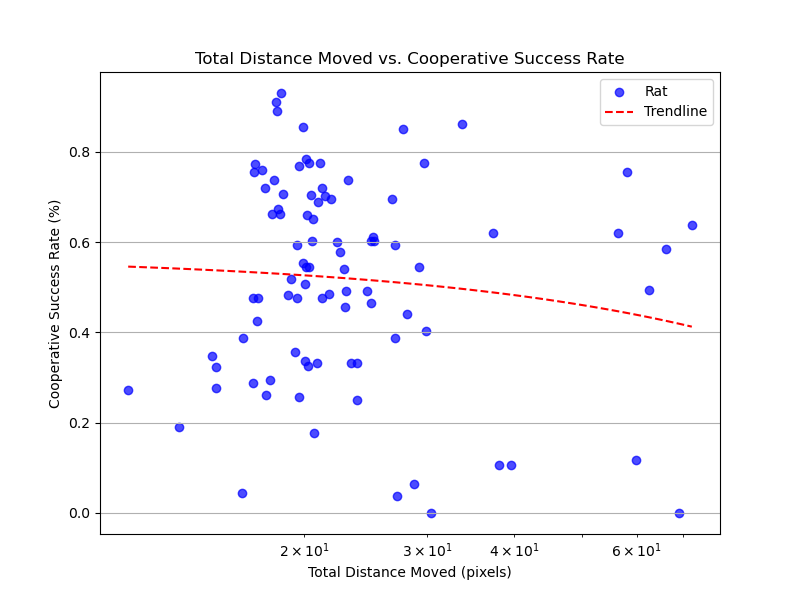 Total Distance Moved vs. Cooperative Success Rate
Rat
Trendline
Cooperative Success Rate (%)
0.8
0.6
0.4
0.2
0.0
2 × 10¹
3 × 10¹
4 × 10¹
6 × 10¹
Total Distance Moved (pixels)